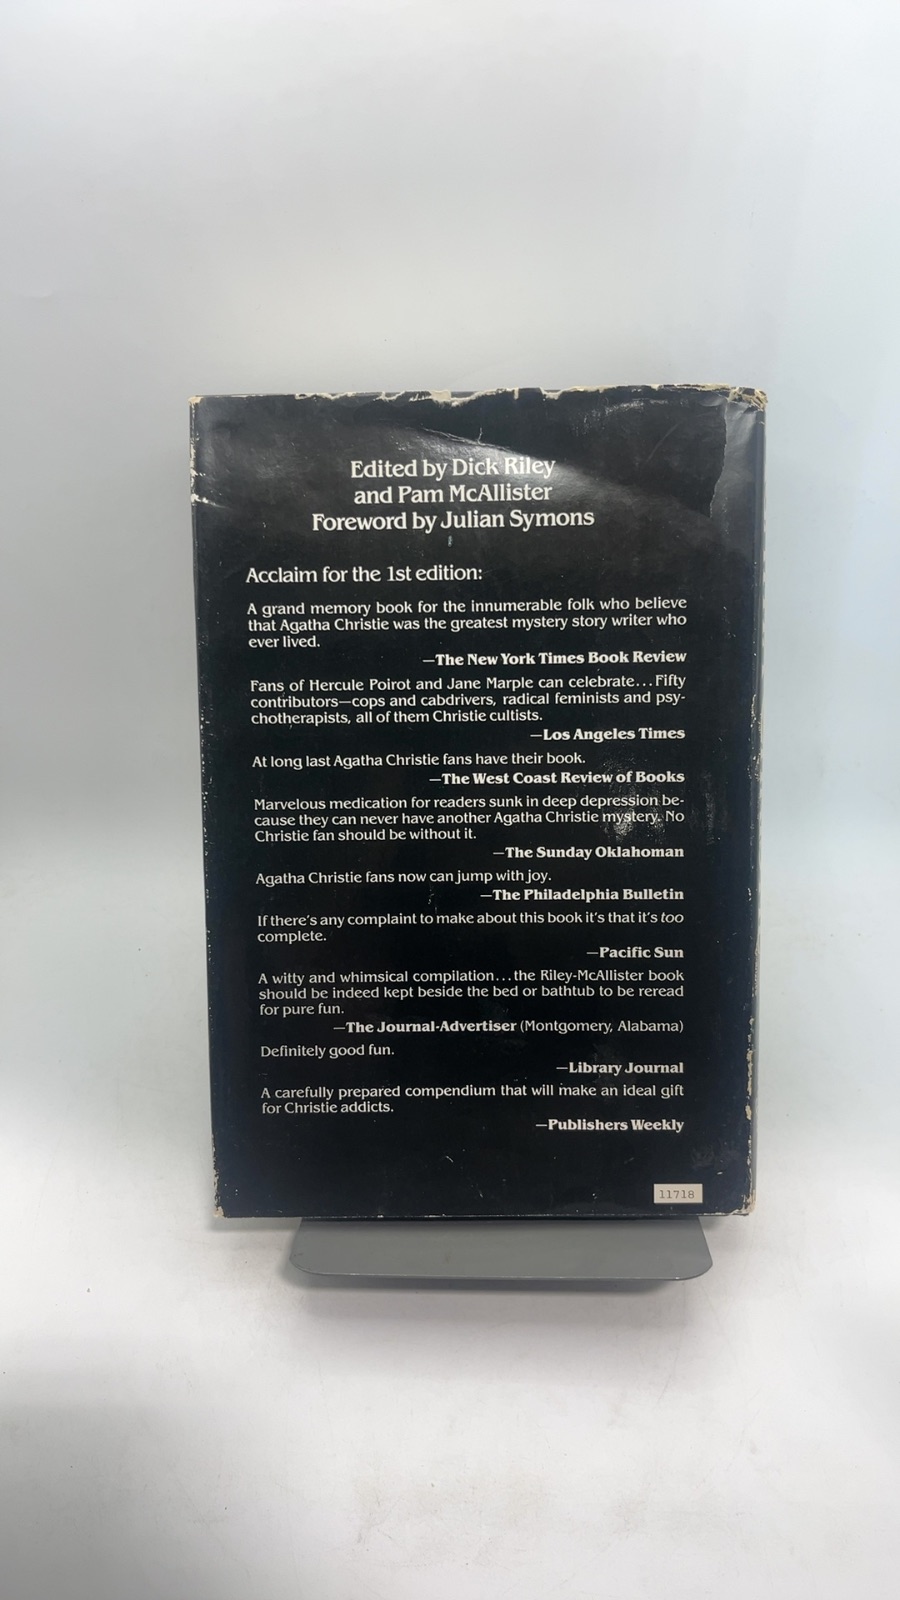 Edited by Dick Riley
and Pam McAllister
Foreword by Julian Symons
Acclaim for the 1st edition:
A grand memory book for the innumerable folk who believe
that Agatha Christie was the greatest mystery story writer who
ever lived.
—The New York Times Book Review
Fans of Hercule Poirot and Jane Marple can celebrate...Fifty
contributors—cops and cabdrivers, radical feminists and psy-
chotherapists, all of them Christie cultists.
—Los Angeles Times
At long last Agatha Christie fans have their book.
—The West Coast Review of Books
Marvelous medication for readers sunk in deep depression be-
cause they can never have another Agatha Christie mystery. No
Christie fan should be without it.
—The Sunday Oklahoman
Agatha Christie fans now can jump with joy.
—The Philadelphia Bulletin
If there's any complaint to make about this book it's that it's too
complete.
—Pacific Sun
A witty and whimsical compilation...the Riley-McAllister book
should be indeed kept beside the bed or bathtub to be reread
for pure fun.
—The Journal-Advertiser (Montgomery, Alabama)
Definitely good fun.
—Library Journal
A carefully prepared compendium that will make an ideal gift
for Christie addicts.
—Publishers Weekly
11718